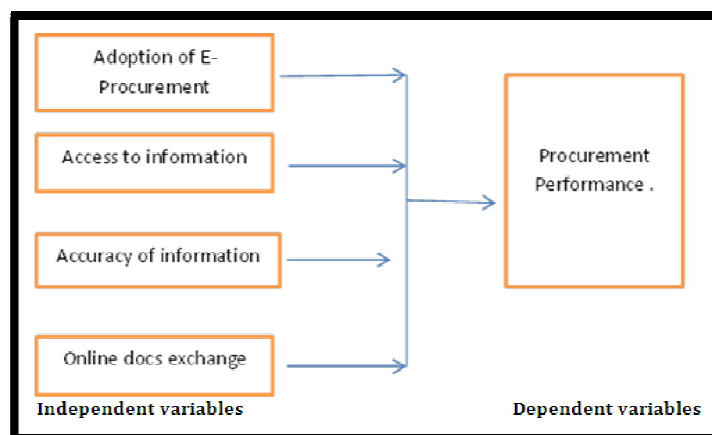 Adoption of E-
Procurement
Access to information
Accuracy of information
Online docs exchange
Independent variables
Procurement
Performance .
Dependent variables